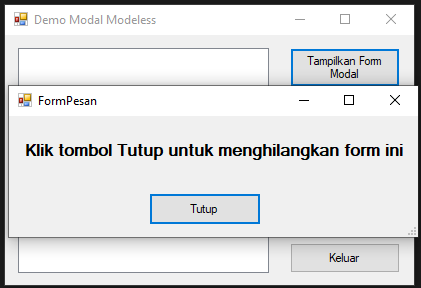 Demo Modal Modeless
Tampilkan Form
Modal
FormPesan
Klik tombol Tutup untuk menghilangkan form ini
Tutup
Keluar